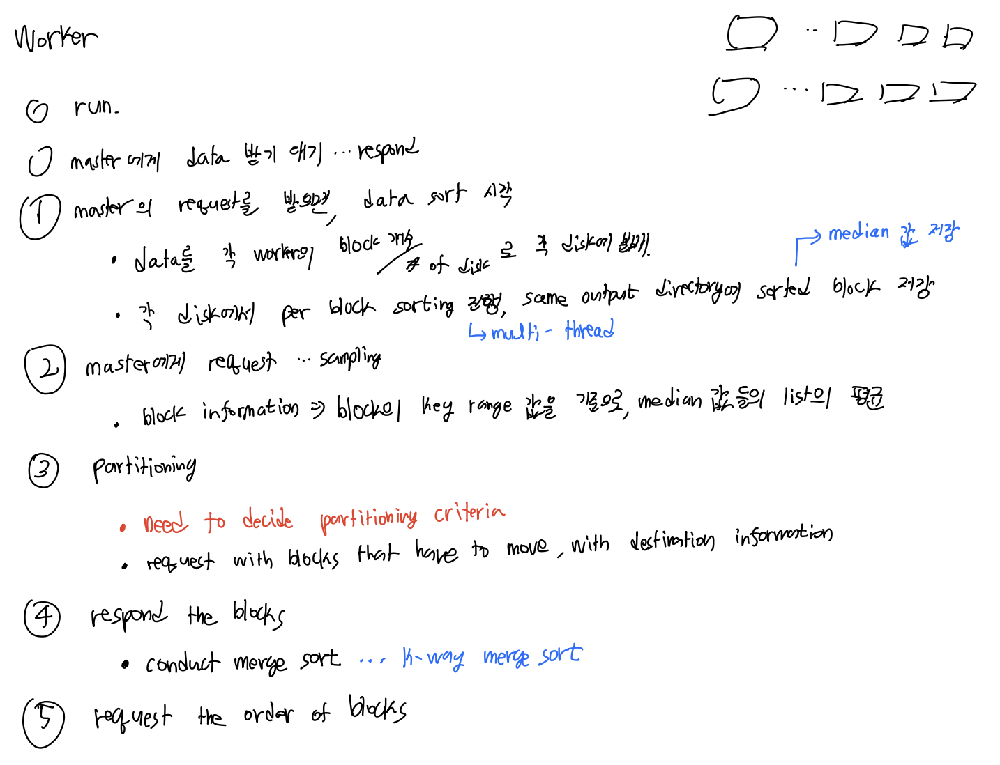 Worker
run.
master에게 data 받기 대기 ... respond
① master의 request를 받으면, data sort 시작
• data를 각 worker의 block 개수 / # of disk 로 각 disk에 분배.
→ median 값 저장
• 각 disk에서 per block sorting 진행, same output directory에 sorted block 저장
↳ multi-thread
② master에게 request ... sampling
• block information ⇒ block의 key range 값을 기준으로, median 값들의 list의 평균
③ partitioning
• need to decide partitioning criteria
• request with blocks that have to move, with destination information
④ respond the blocks
• conduct merge sort ... k-way merge sort
⑤ request the order of blocks